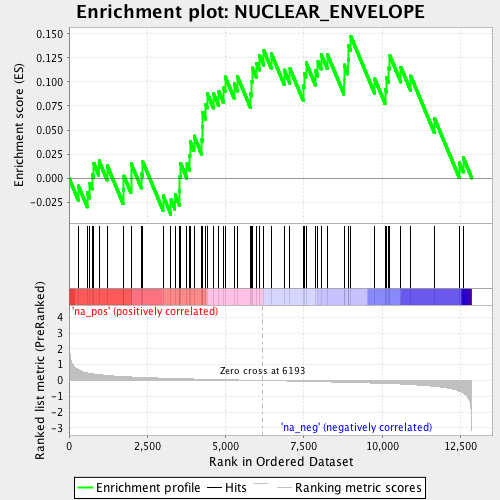 Enrichment plot: NUCLEAR_ENVELOPE
Enrichment score (ES)
0.150
0.125
0.100
0.075
0.050
0.025
0.000
-0.025
Ranked list metric (PreRanked)
'na_pos' (positively correlated)
4
3
2
1
0
-1
-2
-3
Zero cross at 6193
'na_neg' (negatively correlated)
0
2,500
5,000
7,500
10,000
12,500
Rank in Ordered Dataset
Enrichment profile
Hits
Ranking metric scores